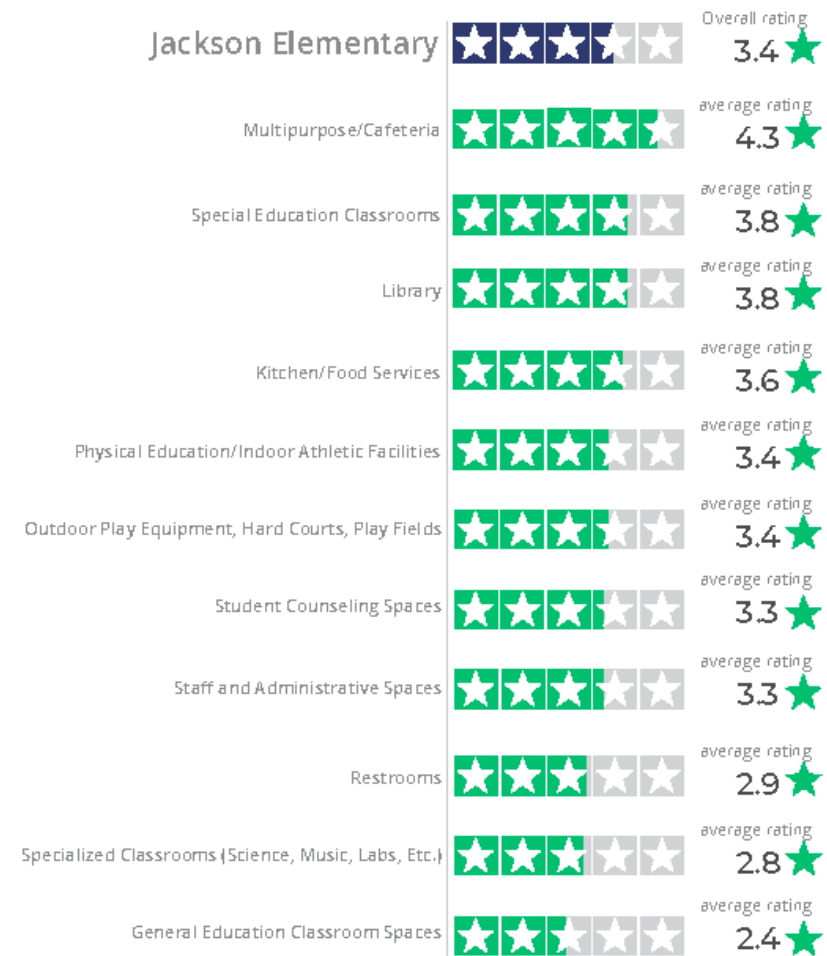 Jackson Elementary
Overall rating
3.4
Multipurpose/Cafeteria
average rating
4.3
Special Education Classrooms
average rating
3.8
Library
average rating
3.8
Kitchen/Food Services
average rating
3.6
Physical Education/Indoor Athletic Facilities
average rating
3.4
Outdoor Play Equipment, Hard Courts, Play Fields
average rating
3.4
Student Counseling Spaces
average rating
3.3
Staff and Administrative Spaces
average rating
3.3
Restrooms
average rating
2.9
Specialized Classrooms (Science, Music, Labs, Etc.)
average rating
2.8
General Education Classroom Spaces
average rating
2.4